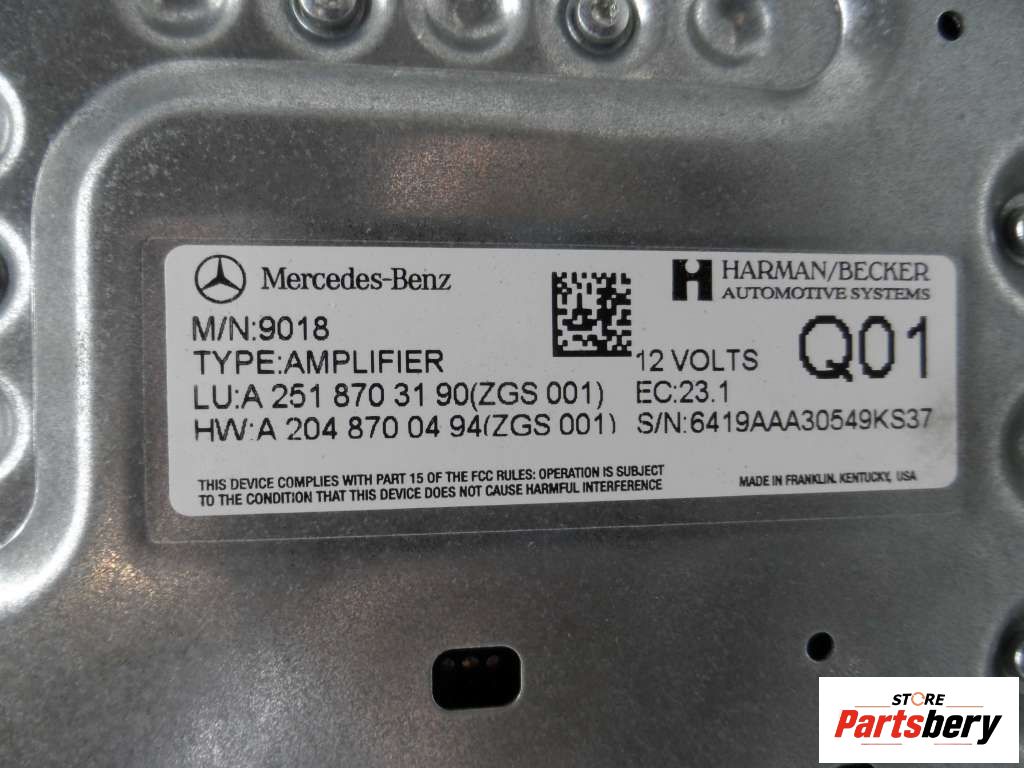 Mercedes-Benz
HARMAN/BECKER
AUTOMOTIVE SYSTEMS
M/N:9018
TYPE:AMPLIFIER
12 VOLTS
Q01
LU:A 251 870 31 90(ZGS 001)
EC:23.1
HW:A 204 870 04 94(ZGS 001)
S/N:6419AAA30549KS37
THIS DEVICE COMPLIES WITH PART 15 OF THE FCC RULES: OPERATION IS SUBJECT
TO THE CONDITION THAT THIS DEVICE DOES NOT CAUSE HARMFUL INTERFERENCE
MADE IN FRANKLIN, KENTUCKY, USA
STORE
Partsbery